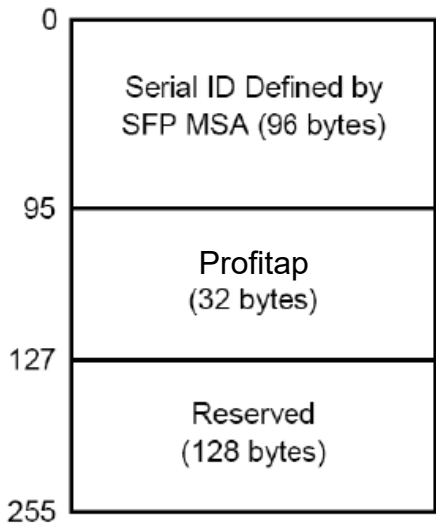 0
Serial ID Defined by
SFP MSA (96 bytes)
95
Profitap
(32 bytes)
127
Reserved
(128 bytes)
255